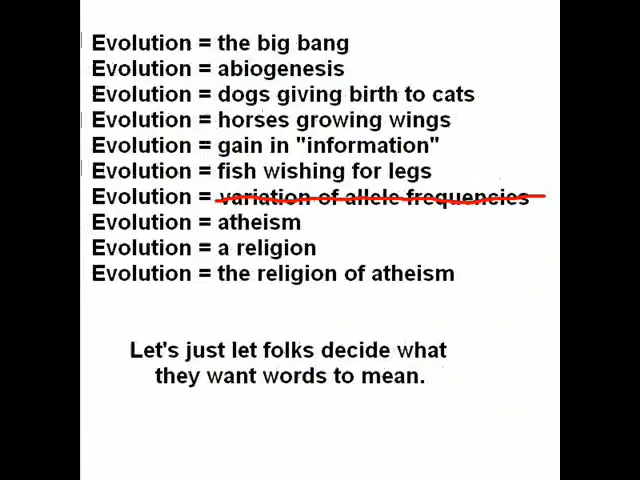 Evolution = the big bang
Evolution = abiogenesis
Evolution = dogs giving birth to cats
Evolution = horses growing wings
Evolution = gain in "information"
Evolution = fish wishing for legs
Evolution = variation of allele frequencies
Evolution = atheism
Evolution = a religion
Evolution = the religion of atheism
Let's just let folks decide what
they want words to mean.